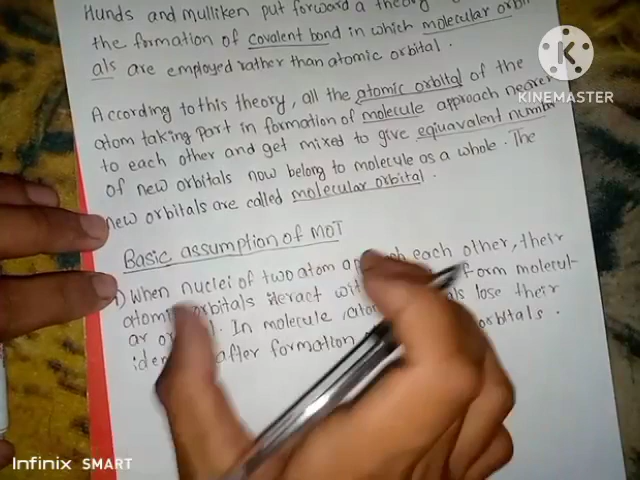 Hunds and mulliken put forward a theory
the formation of covalent bond in which molecular orbit
als are employed rather than atomic orbital.
According to this theory, all the atomic orbital of the
atom taking part in formation of molecule approach nearer
to each other and get mixed to give equavalent number
of new orbitals now belong to molecule as a whole. The
new orbitals are called molecular orbital.
Basic assumption of MOT
1) When nuclei of two atom each other, their
orbitals form molecul-
ar In molecule, lose their
after formation orbitals.
KINEMASTER
Infinix SMART